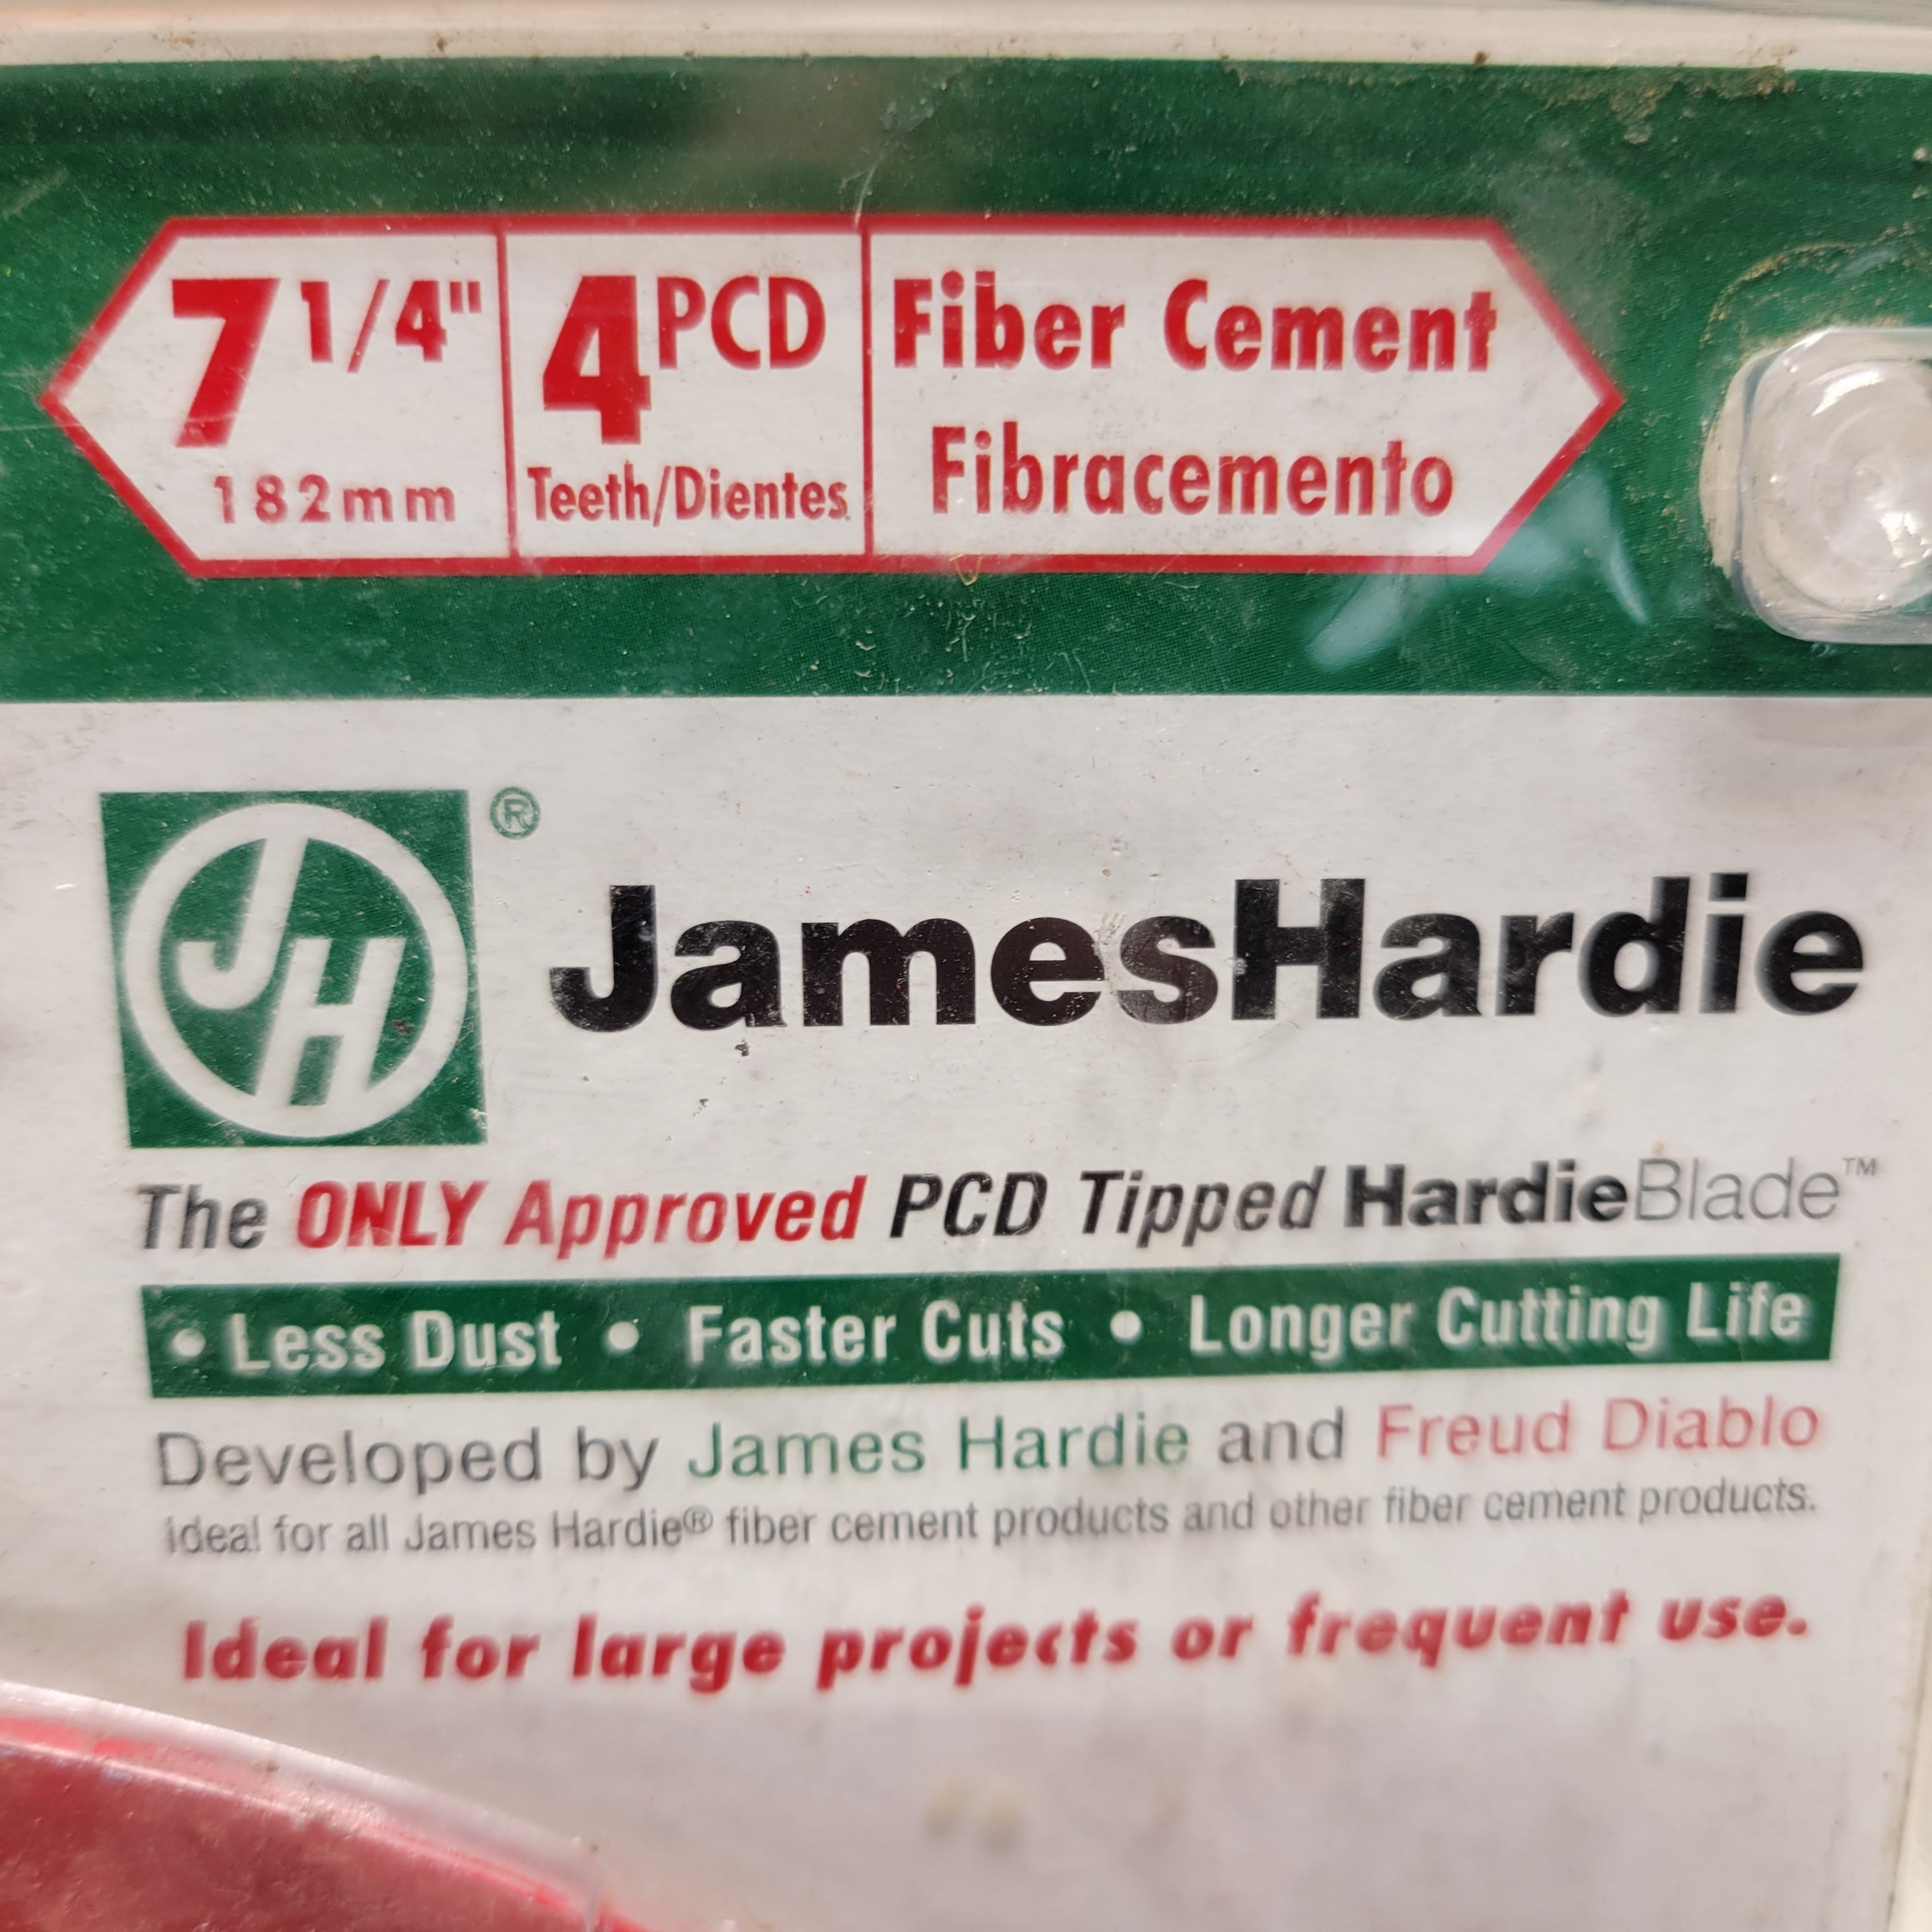 7 1/4" 4 PCD Fiber Cement
182mm Teeth/Dientes Fibracemento
JH ®
JamesHardie
The ONLY Approved PCD Tipped HardieBlade™
• Less Dust • Faster Cuts • Longer Cutting Life
Developed by James Hardie and Freud Diablo
ideal for all James Hardie® fiber cement products and other fiber cement products.
Ideal for large projects or frequent use.